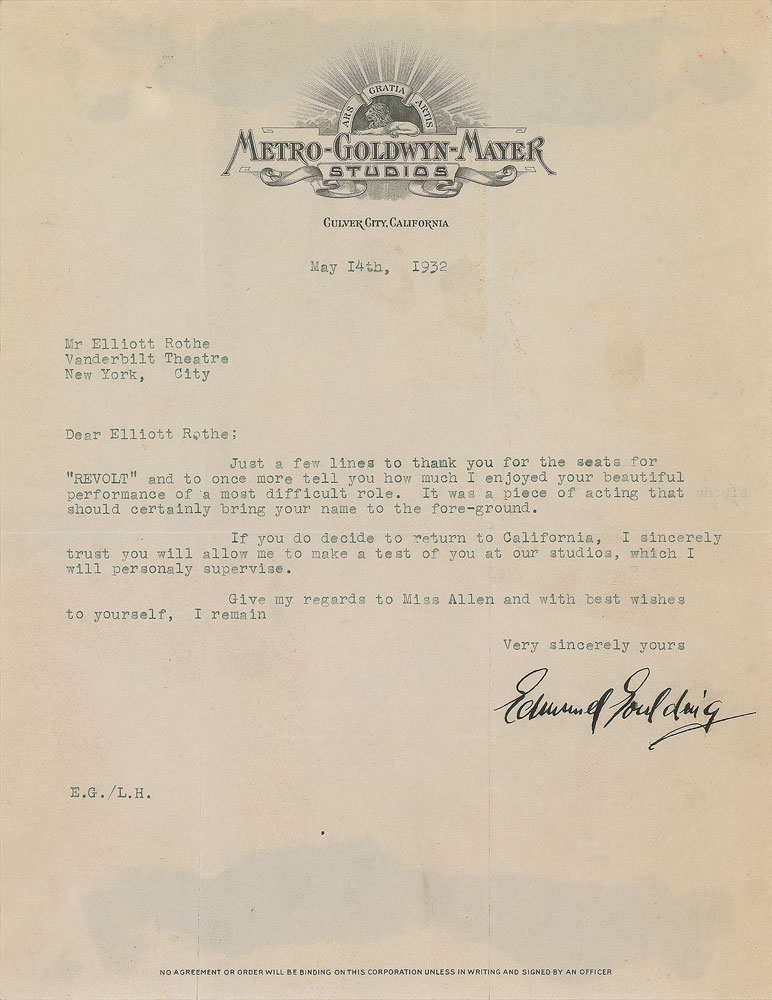 ARS GRATIA ARTIS
METRO-GOLDWYN-MAYER
STUDIOS
CULVER CITY, CALIFORNIA
May 14th, 1932
Mr Elliott Rothe
Vanderbilt Theatre
New York, City
Dear Elliott Rothe;
Just a few lines to thank you for the seats for
"REVOLT" and to once more tell you how much I enjoyed your beautiful
performance of a most difficult role. It was a piece of acting that should
should certainly bring your name to the fore-ground.
If you do decide to return to California, I sincerely
trust you will allow me to make a test of you at our studios, which I
will personaly supervise.
Give my regards to Miss Allen and with best wishes
to yourself, I remain
Very sincerely yours
Edmund Goulding
E.G./L.H.
NO AGREEMENT OR ORDER WILL BE BINDING ON THIS CORPORATION UNLESS IN WRITING AND SIGNED BY AN OFFICER